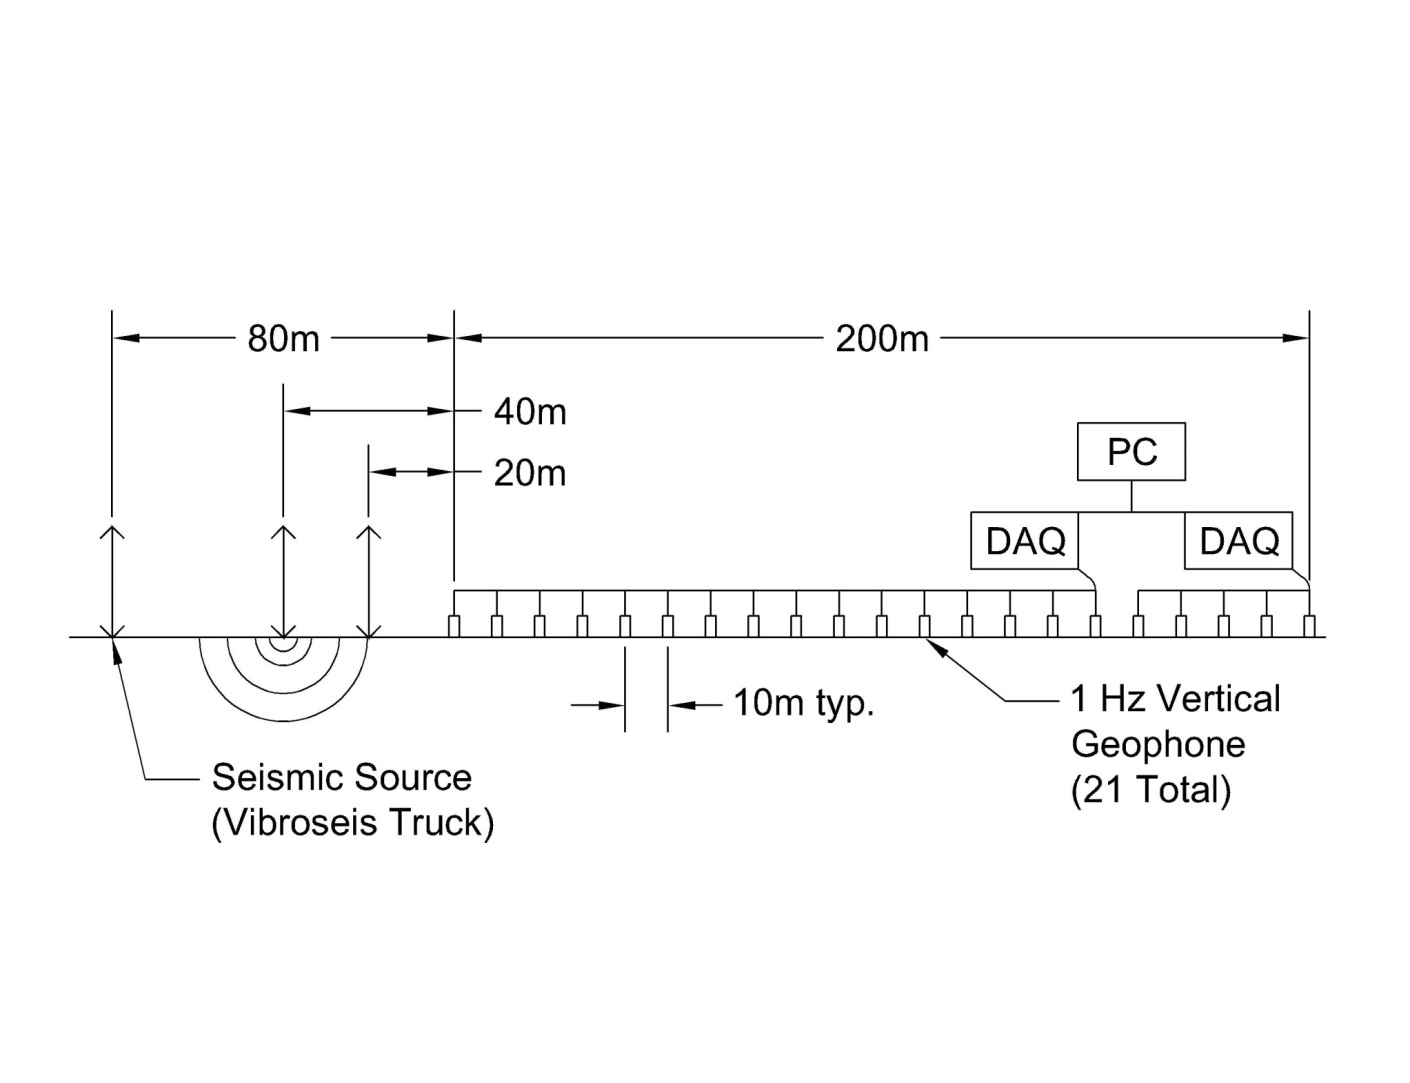 80m
200m
40m
20m
PC
DAQ
DAQ
10m typ.
1 Hz Vertical
Geophone
(21 Total)
Seismic Source
(Vibroseis Truck)